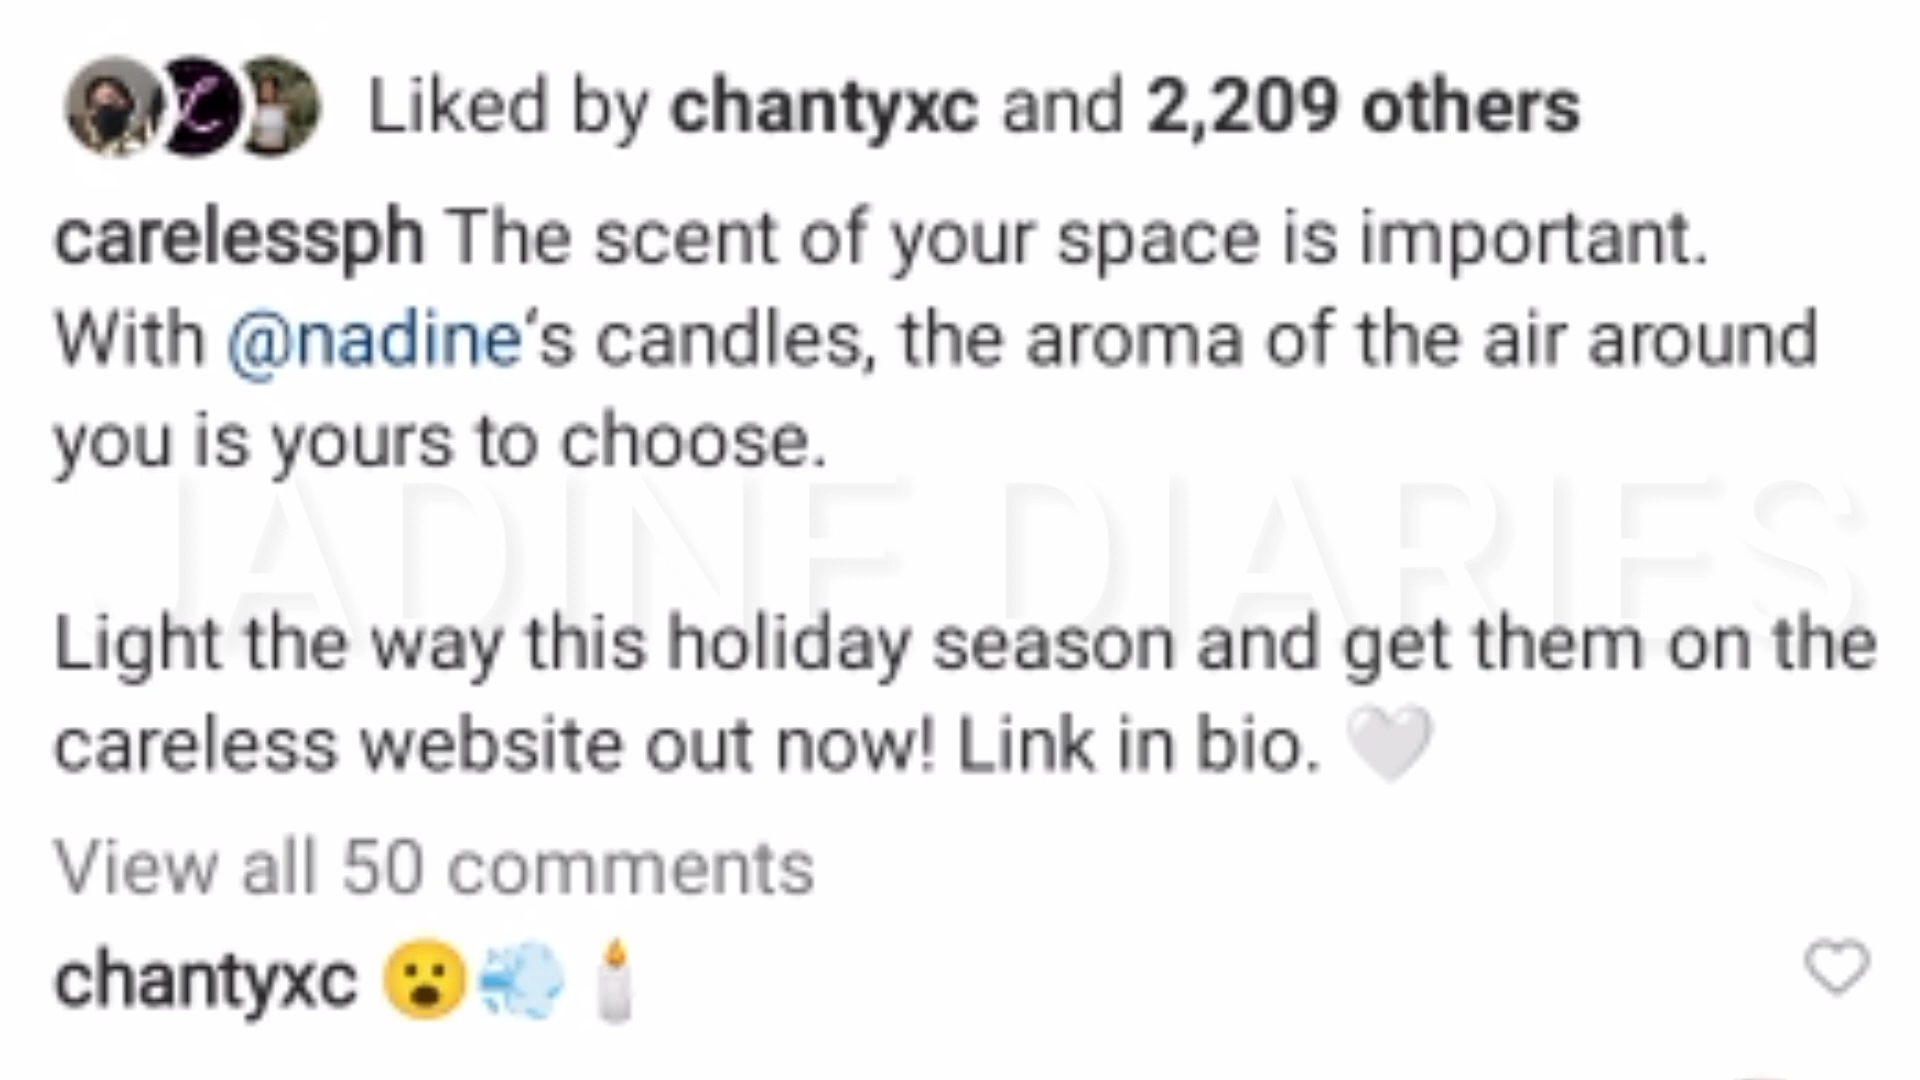 Liked by chantyxc and 2,209 others
carelessph The scent of your space is important.
With @nadine‘s candles, the aroma of the air around
you is yours to choose.
JADINE DIARIES
Light the way this holiday season and get them on the
careless website out now! Link in bio. 🤍
View all 50 comments
chantyxc 😮💨🕯️